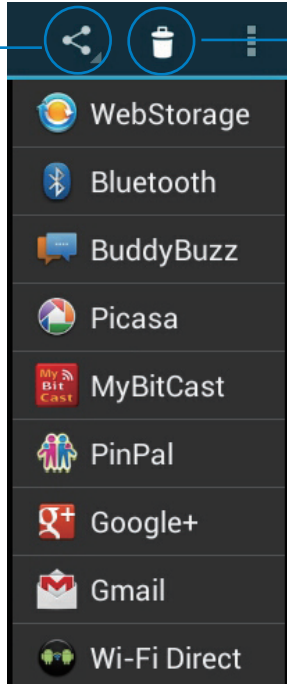 WebStorage
Bluetooth
BuddyBuzz
Picasa
My
Bit
Cast
MyBitCast
PinPal
g+
Google+
Gmail
Wi-Fi Direct